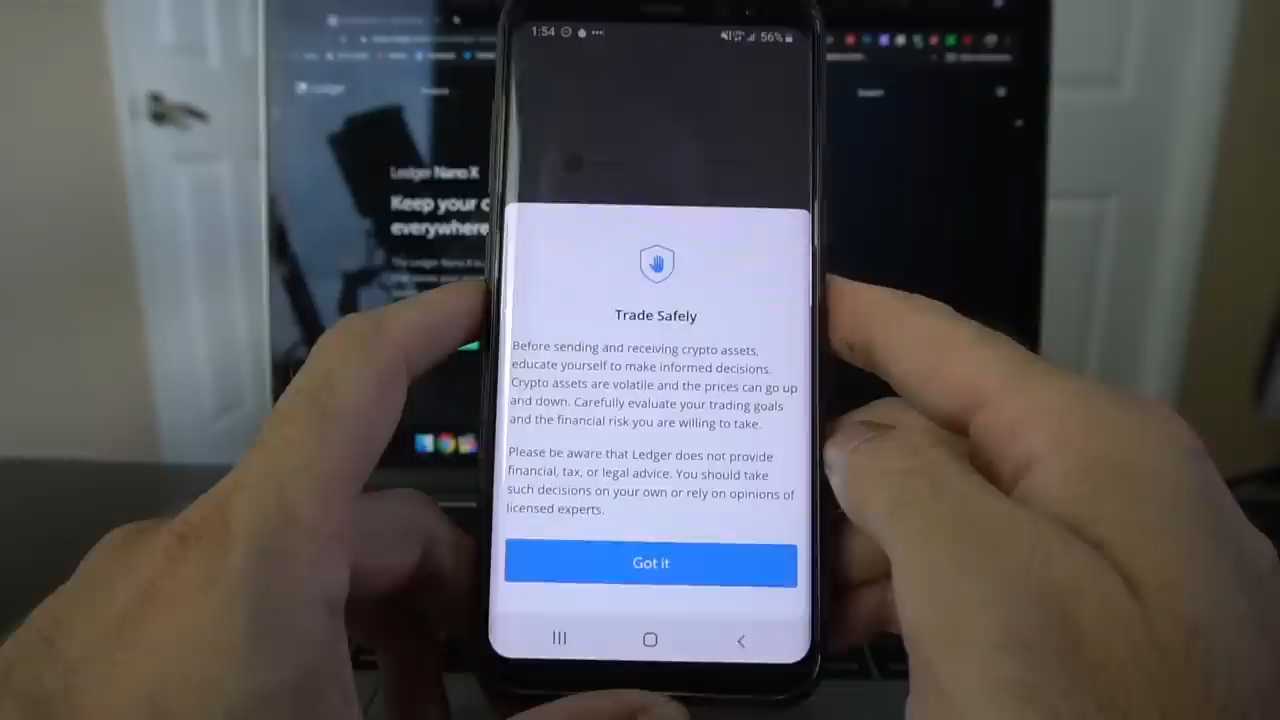 1:54
56%
Ledger
Ledger Nano X
Keep your c
everywhere
Trade Safely
Before sending and receiving crypto assets,
educate yourself to make informed decisions.
Crypto assets are volatile and the prices can go up
and down. Carefully evaluate your trading goals
and the financial risk you are willing to take.
Please be aware that Ledger does not provide
financial, tax, or legal advice. You should take
such decisions on your own or rely on opinions of
licensed experts.
Got it